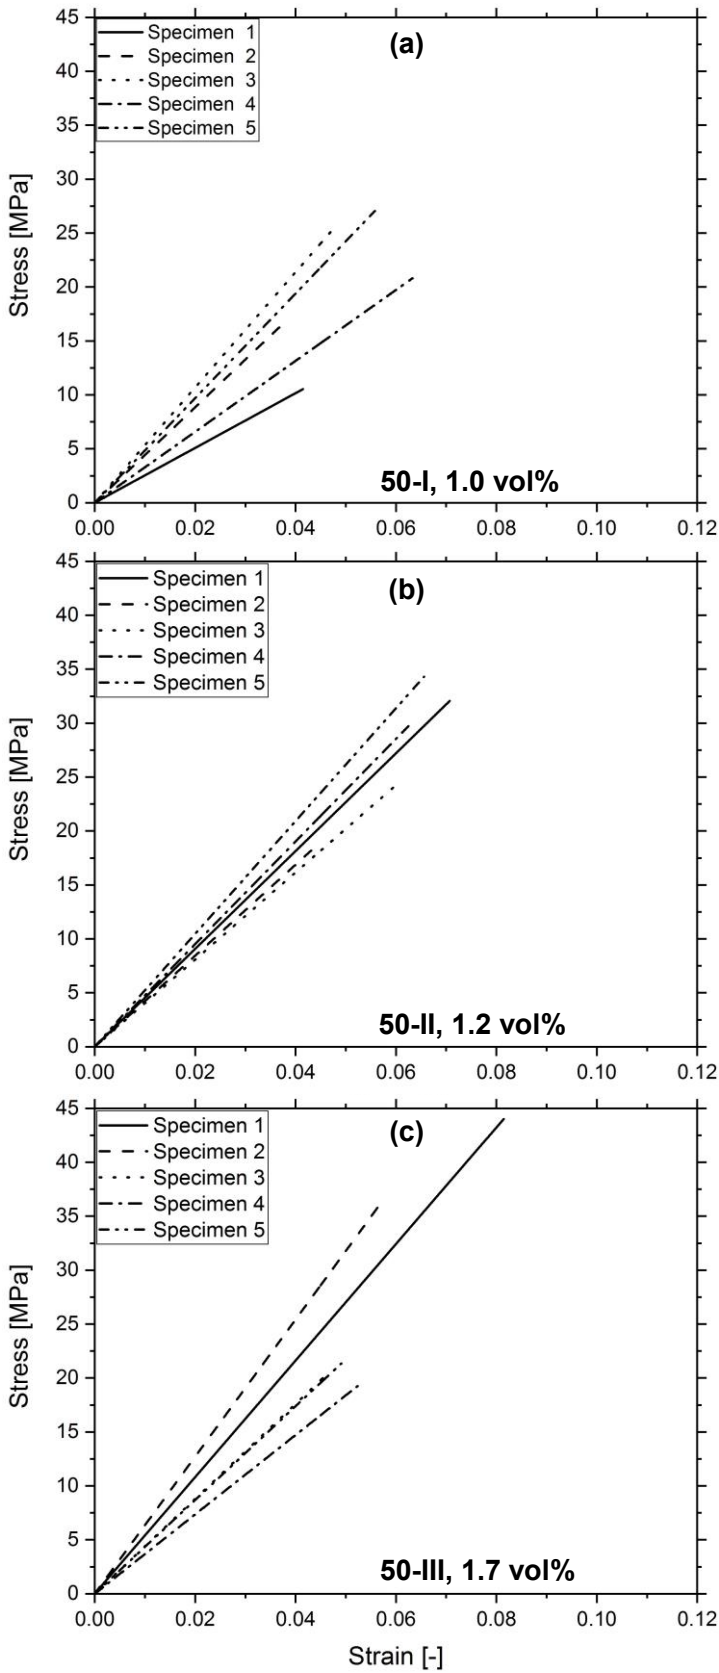 (a)
Specimen 1
Specimen 2
Specimen 3
Specimen 4
Specimen 5
45
40
35
30
25
20
15
10
5
0
Stress [MPa]
50-I, 1.0 vol%
0.00 0.02 0.04 0.06 0.08 0.10 0.12
(b)
Specimen 1
Specimen 2
Specimen 3
Specimen 4
Specimen 5
45
40
35
30
25
20
15
10
5
0
Stress [MPa]
50-II, 1.2 vol%
0.00 0.02 0.04 0.06 0.08 0.10 0.12
(c)
Specimen 1
Specimen 2
Specimen 3
Specimen 4
Specimen 5
45
40
35
30
25
20
15
10
5
0
Stress [MPa]
50-III, 1.7 vol%
0.00 0.02 0.04 0.06 0.08 0.10 0.12
Strain [-]